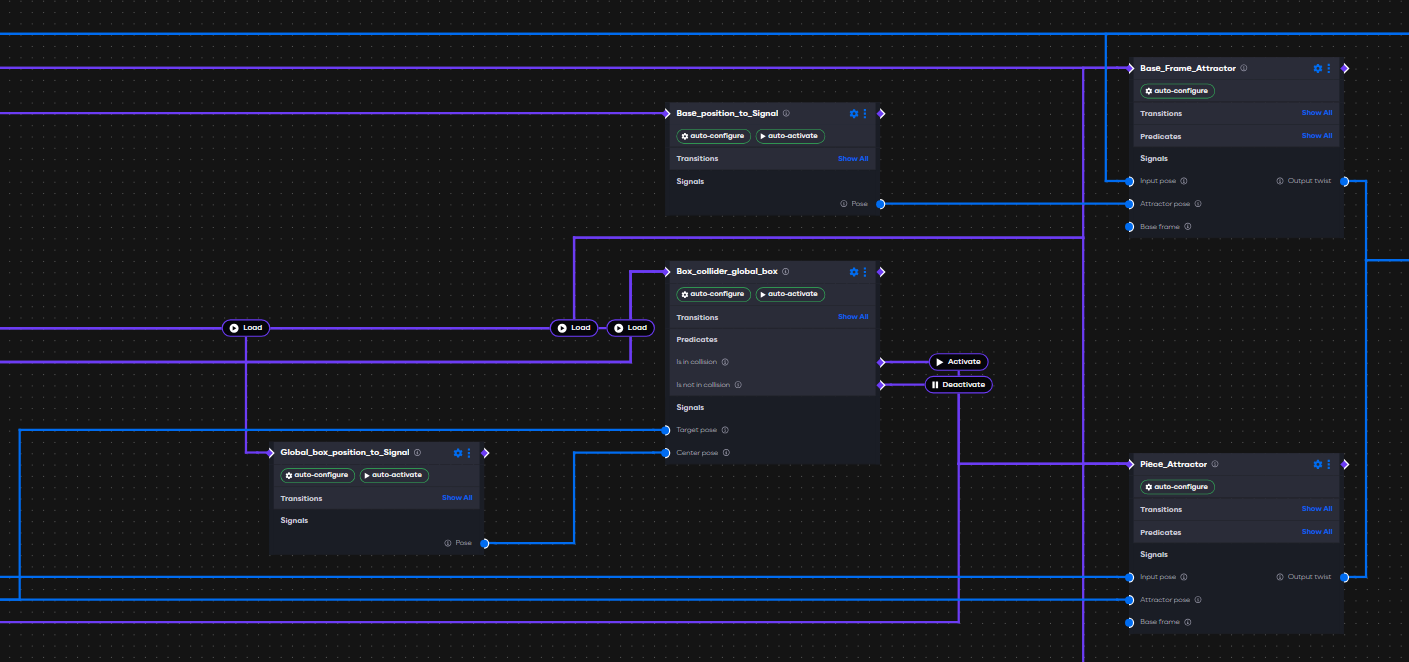 Base_Frame_Attractor
auto-configure
Transitions
Show All
Predicates
Show All
Signals
Input pose
Output twist
Attractor pose
Base frame
Base_position_to_Signal
auto-configure
auto-activate
Transitions
Show All
Signals
Pose
Box_collider_global_box
auto-configure
auto-activate
Transitions
Show All
Predicates
Is in collision
Is not in collision
Signals
Target pose
Center pose
Load
Load
Load
Activate
Deactivate
Global_box_position_to_Signal
auto-configure
auto-activate
Transitions
Show All
Signals
Pose
Piece_Attractor
auto-configure
Transitions
Show All
Predicates
Show All
Signals
Input pose
Output twist
Attractor pose
Base frame